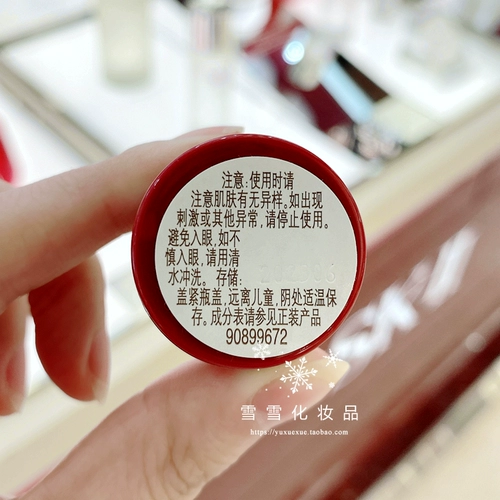 注意:使用时请
注意肌肤有无异样。如出现
刺激或其他异常,请停止使用。
避免入眼,如不
慎入眼,请用清
水冲洗。存储:
盖紧瓶盖,远离儿童,阴处适温保
存。成分表请参见正装产品
90899672
雪雪化妆品
https://yuxuexue.taobao.com